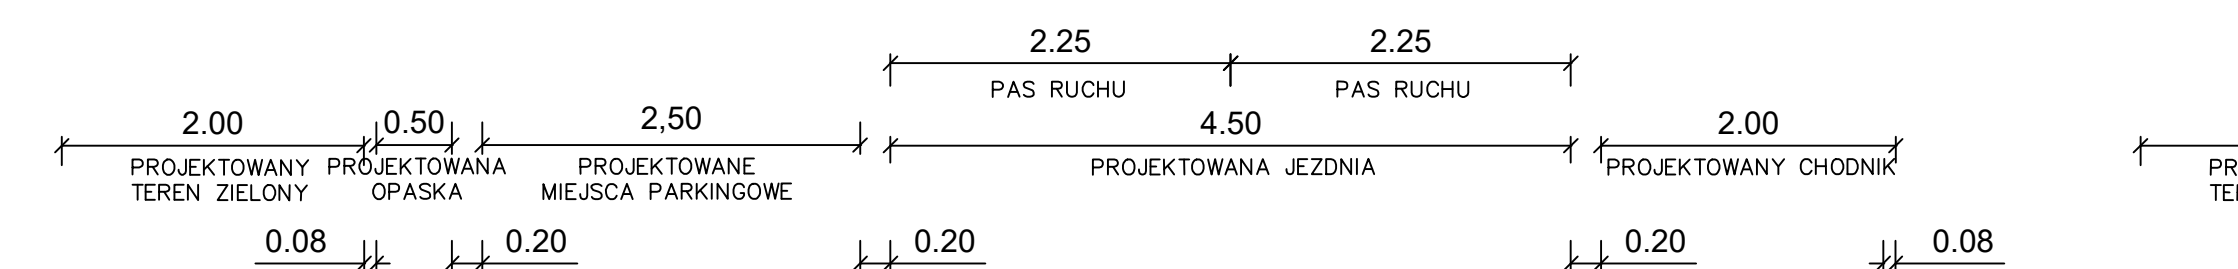 2.25 2.25
PAS RUCHU PAS RUCHU
2.00 0.50 2,50 4.50 2.00
PROJEKTOWANY PROJEKTOWANA PROJEKTOWANE PROJEKTOWANA JEZDNIA PROJEKTOWANY CHODNIK PR
TEREN ZIELONY OPASKA MIEJSCA PARKINGOWE
0.08 0.20 0.20 0.20 0.08